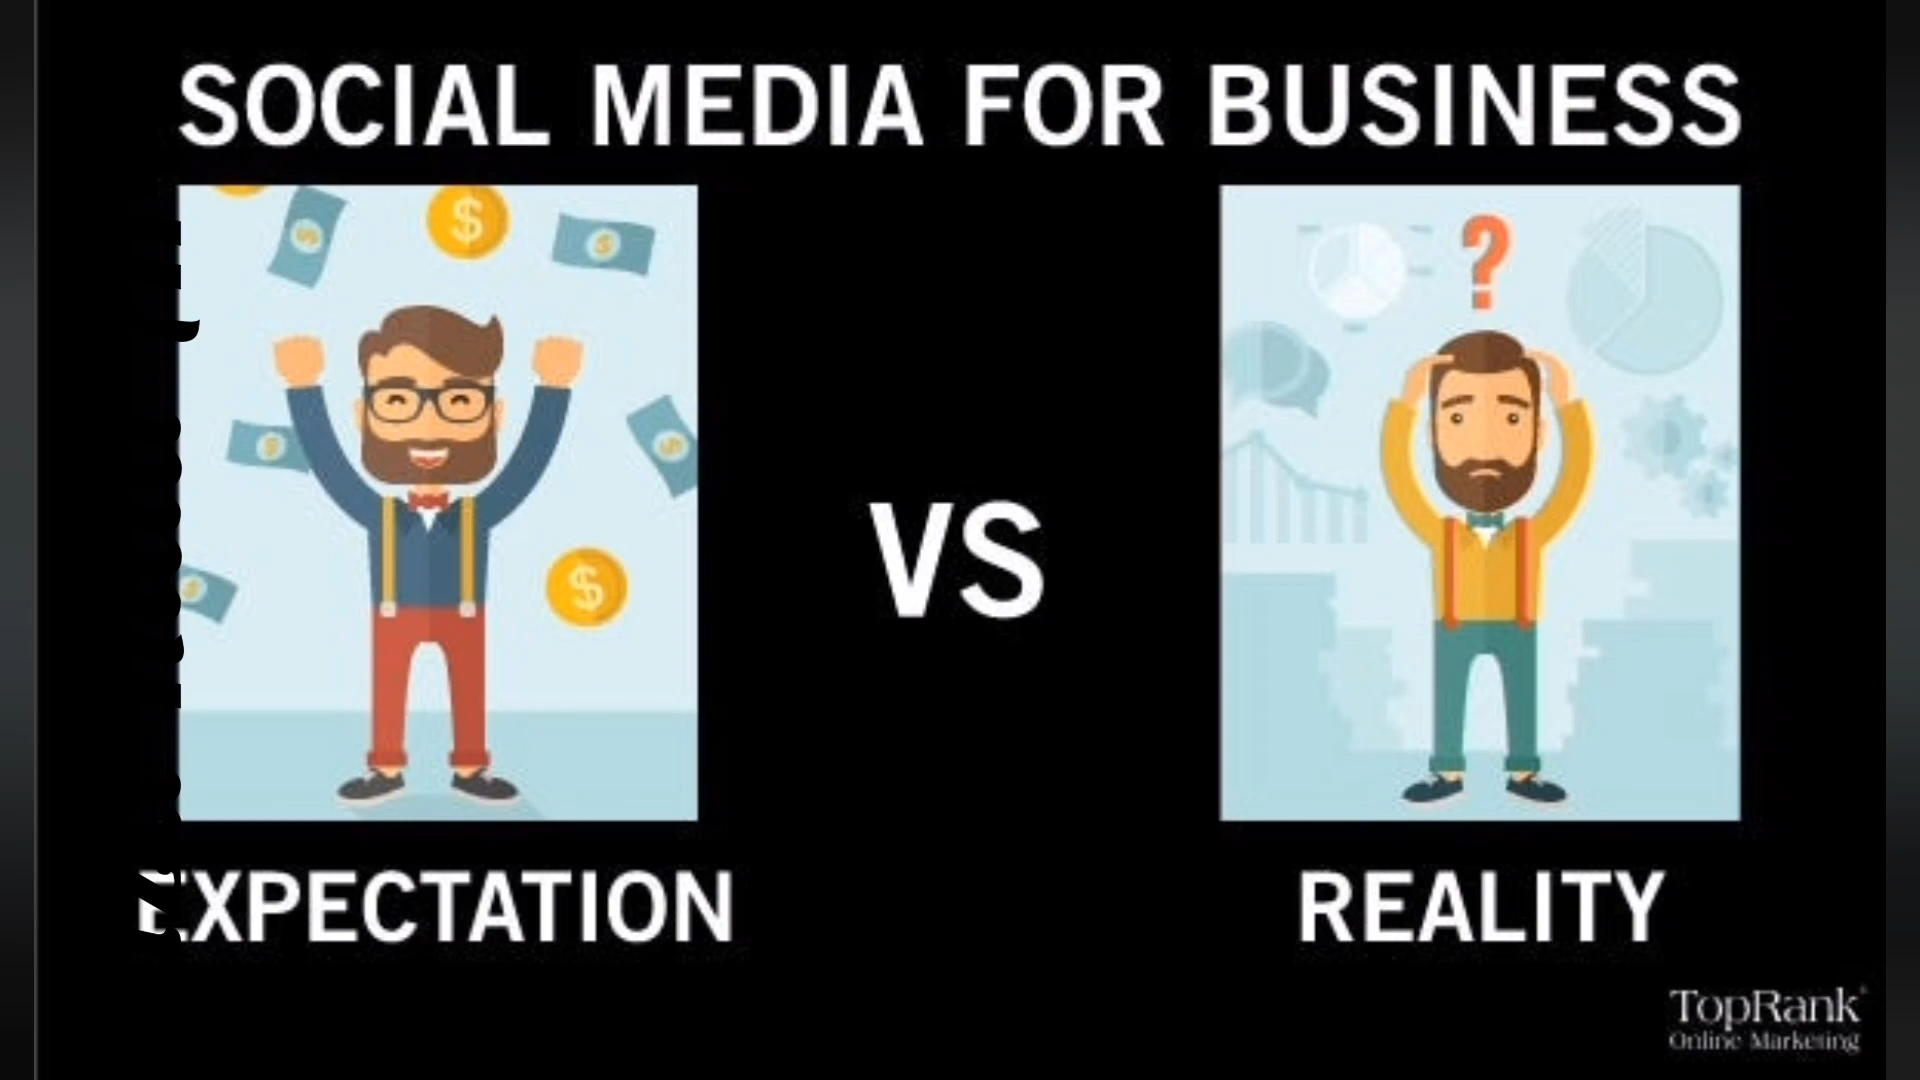 SOCIAL MEDIA FOR BUSINESS
VS
EXPECTATION
REALITY
TopRank
Online Marketing